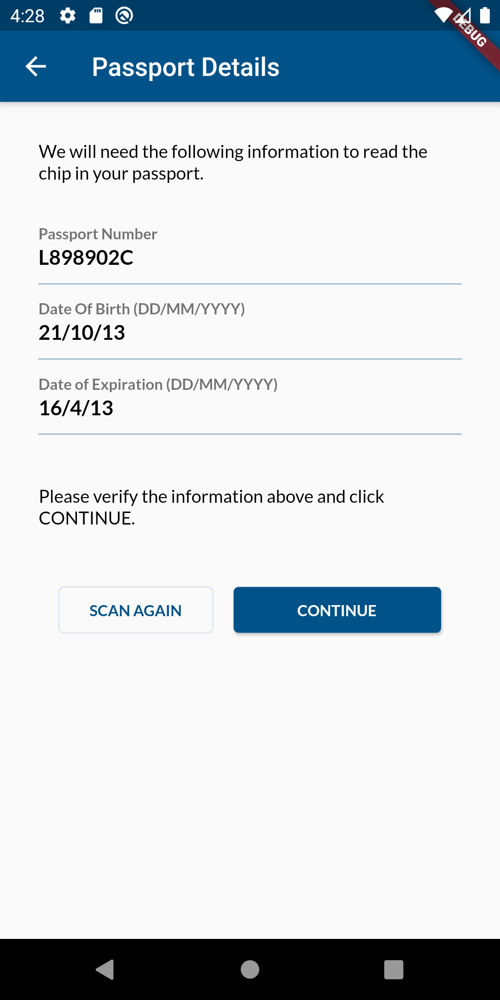 4:28
DEBUG
Passport Details
We will need the following information to read the
chip in your passport.
Passport Number
L898902C
Date Of Birth (DD/MM/YYYY)
21/10/13
Date of Expiration (DD/MM/YYYY)
16/4/13
Please verify the information above and click
CONTINUE.
SCAN AGAIN
CONTINUE